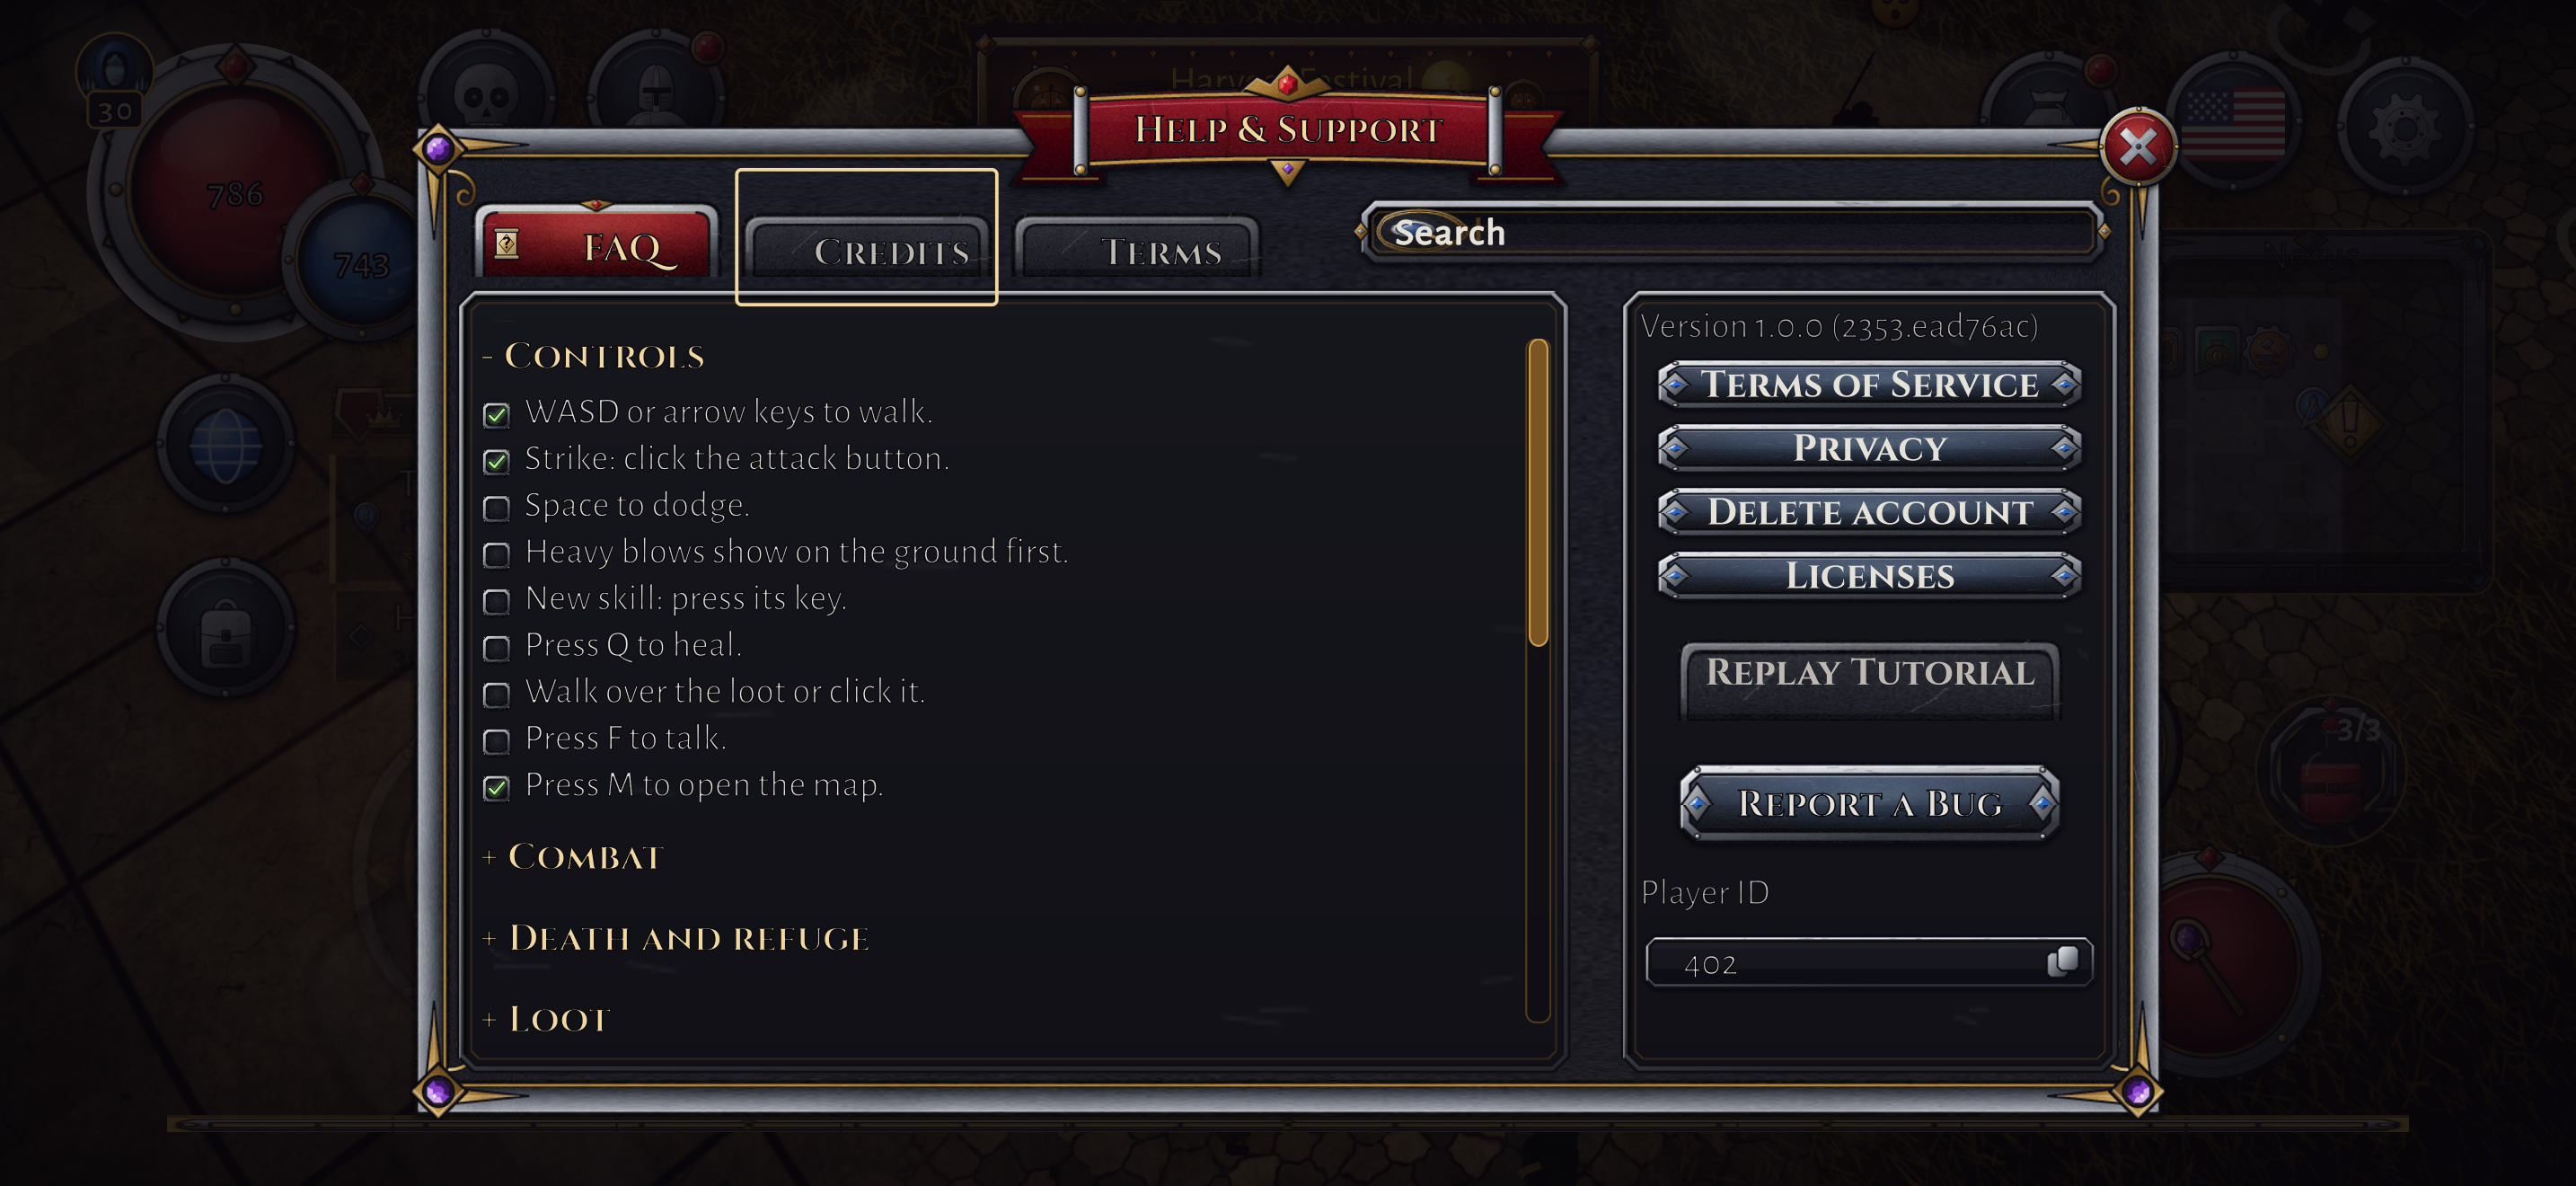 30
Harvest Festival
HELP & SUPPORT
786
743
FAQ
CREDITS
TERMS
Search
- CONTROLS
WASD or arrow keys to walk.
Strike: click the attack button.
Space to dodge.
Heavy blows show on the ground first.
New skill: press its key.
Press Q to heal.
Walk over the loot or click it.
Press F to talk.
Press M to open the map.
+ COMBAT
+ DEATH AND REFUGE
+ LOOT
Version 1.0.0 (2353.ead76ac)
TERMS OF SERVICE
PRIVACY
DELETE ACCOUNT
LICENSES
REPLAY TUTORIAL
REPORT A BUG
Player ID
402
3/3